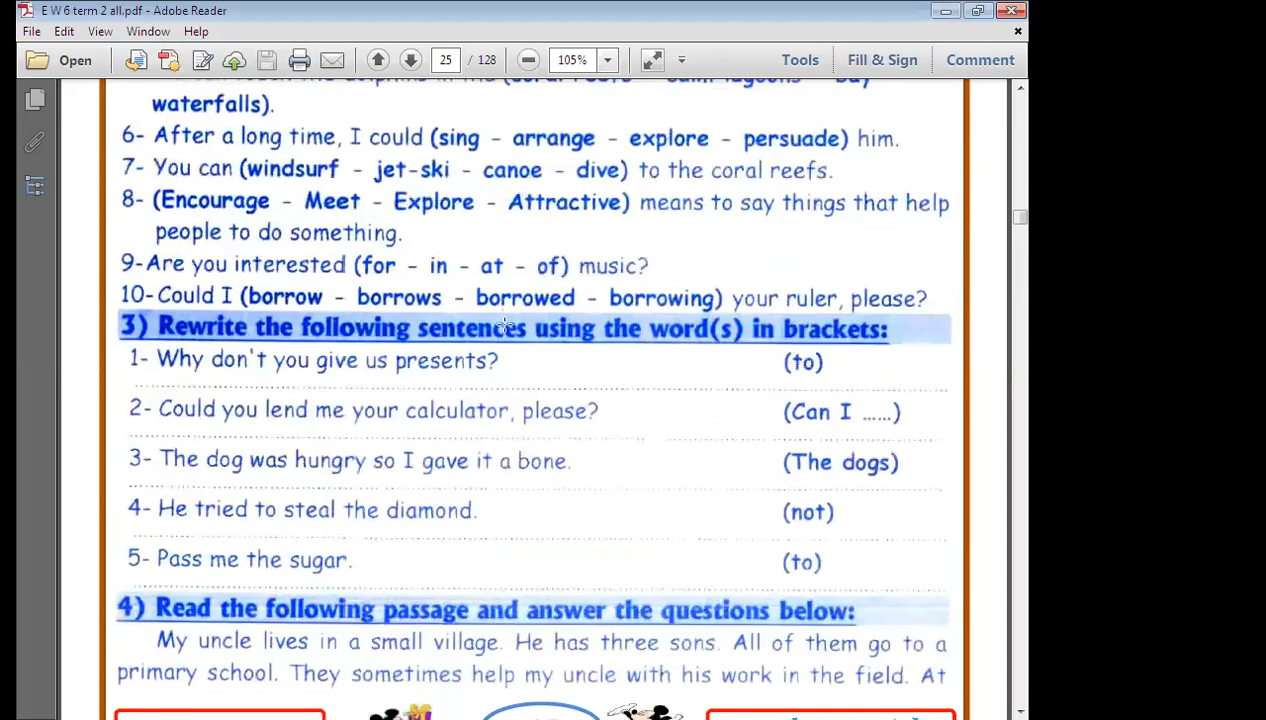 E W 6 term 2 all.pdf - Adobe Reader
File Edit View Window Help
Open 25 / 128 105% Tools Fill & Sign Comment
waterfalls).
6- After a long time, I could (sing - arrange - explore - persuade) him.
7- You can (windsurf - jet-ski - canoe - dive) to the coral reefs.
8- (Encourage - Meet - Explore - Attractive) means to say things that help
people to do something.
9-Are you interested (for - in - at - of) music?
10- Could I (borrow - borrows - borrowed - borrowing) your ruler, please?
3) Rewrite the following sentences using the word(s) in brackets:
1- Why don't you give us presents? (to)
2- Could you lend me your calculator, please? (Can I ......)
3- The dog was hungry so I gave it a bone. (The dogs)
4- He tried to steal the diamond. (not)
5- Pass me the sugar. (to)
4) Read the following passage and answer the questions below:
My uncle lives in a small village. He has three sons. All of them go to a
primary school. They sometimes help my uncle with his work in the field. At